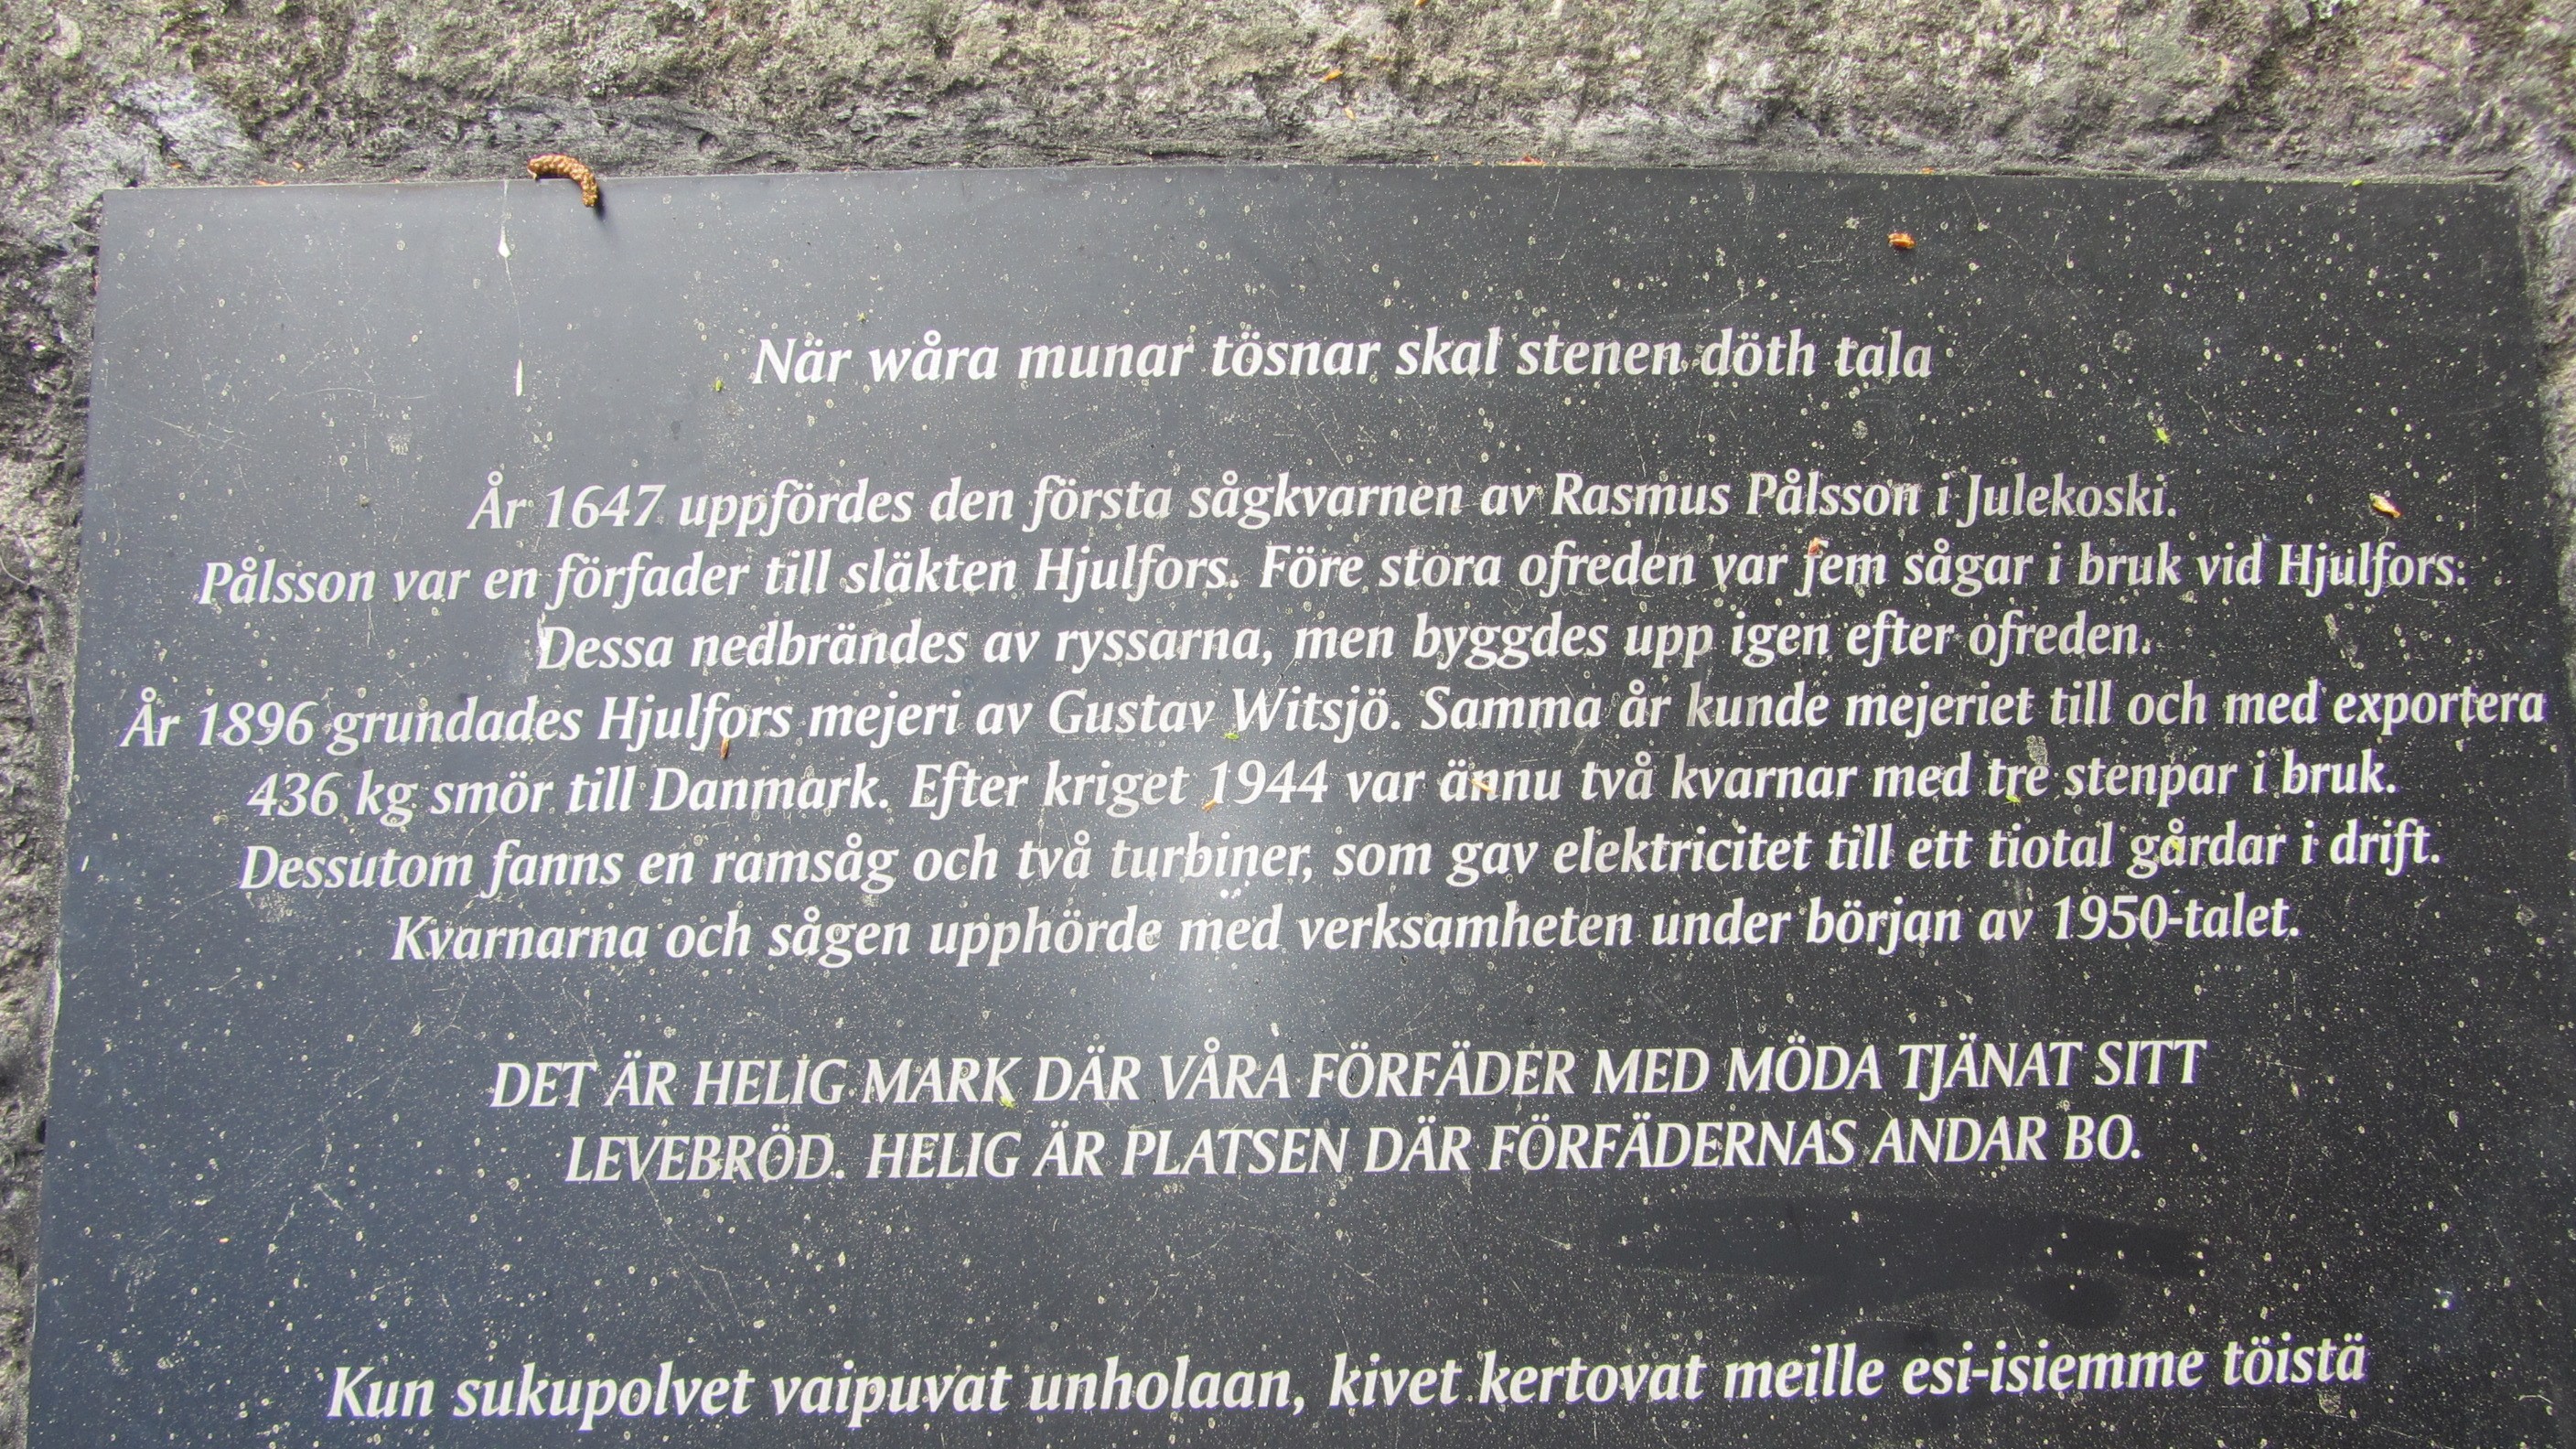 När wåra munar tösnar skal stenen döth tala
År 1647 uppfördes den första sågkvarnen av Rasmus Pålsson i Julekoski.
Pålsson var en förfader till släkten Hjulfors. Före stora ofreden var fem sågar i bruk vid Hjulfors:
Dessa nedbrändes av ryssarna, men byggdes upp igen efter ofreden.
År 1896 grundades Hjulfors mejeri av Gustav Witsjö. Samma år kunde mejeriet till och med exportera
436 kg smör till Danmark. Efter kriget 1944 var ännu två kvarnar med tre stenpar i bruk.
Dessutom fanns en ramsåg och två turbiner, som gav elektricitet till ett tiotal gårdar i drift.
Kvarnarna och sågen upphörde med verksamheten under början av 1950-talet.
DET ÄR HELIG MARK DÄR VÅRA FÖRFÄDER MED MÖDA TJÄNAT SITT
LEVEBRÖD. HELIG ÄR PLATSEN DÄR FÖRFÄDERNAS ANDAR BO.
Kun sukupolvet vaipuvat unholaan, kivet kertovat meille esi-isiemme töistä